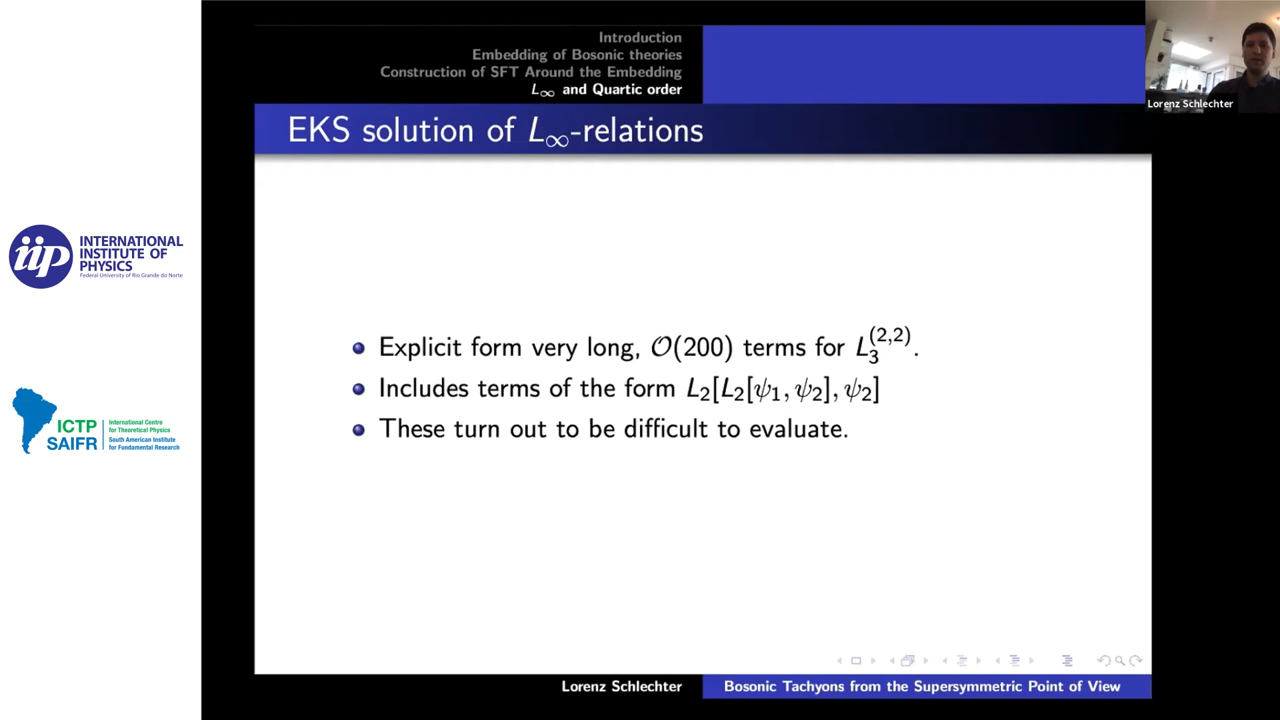 Introduction
Embedding of Bosonic theories
Construction of SFT Around the Embedding
L∞ and Quartic order
Lorenz Schlechter
EKS solution of L∞-relations
iip INTERNATIONAL
INSTITUTE OF
PHYSICS
Federal University of Rio Grande do Norte
Explicit form very long, O(200) terms for L₃^(2,2).
Includes terms of the form L₂[L₂[ψ₁, ψ₂], ψ₂]
These turn out to be difficult to evaluate.
ICTP
SAIFR
International Centre
for Theoretical Physics
South American Institute
for Fundamental Research
Lorenz Schlechter
Bosonic Tachyons from the Supersymmetric Point of View